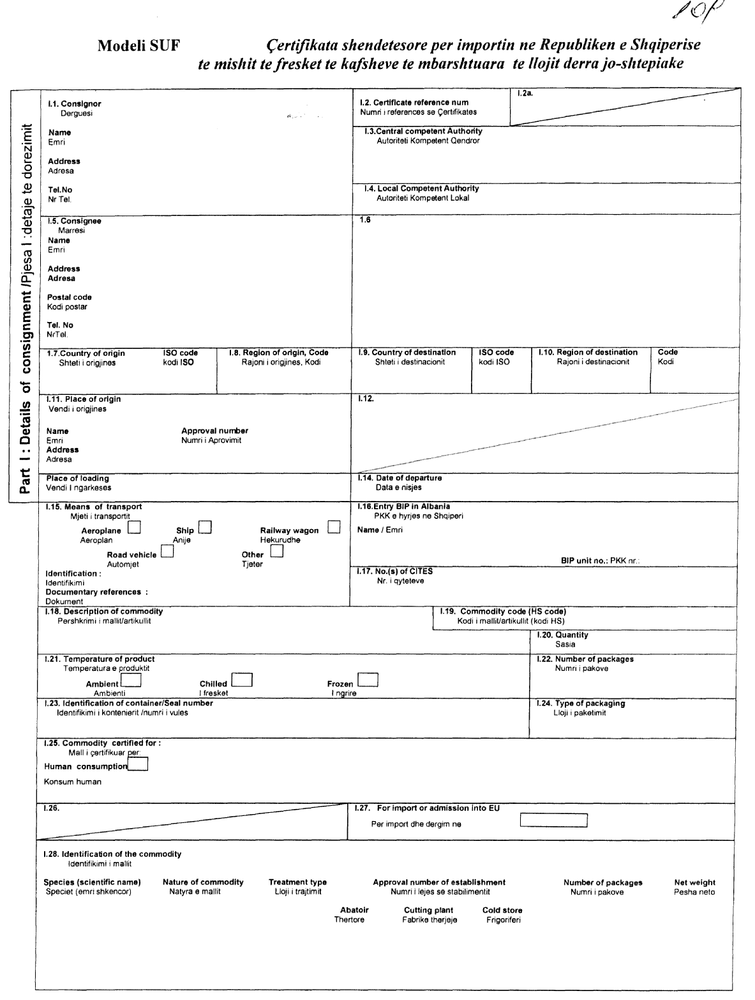 Modeli SUF Çertifikata shendetesore per importin ne Republiken e Shqiperise
te mishit te fresket te kafsheve te mbarshtuara te llojit derra jo-shtepiake
Part I : Details of consignment /Pjesa I :detaje te dorezimit
I.1. Consignor
Derguesi
Name
Emri
Address
Adresa
Tel.No
Nr Tel.
I.2. Certificate reference num
Numri i references se Çertifikates
I.2a.
I.3.Central competent Authority
Autoriteti Kompetent Qendror
I.4. Local Competent Authority
Autoriteti Kompetent Lokal
I.5. Consignee
Marresi
Name
Emri
Address
Adresa
Postal code
Kodi postar
Tel. No
NrTel.
1.6
1.7.Country of origin ISO code
Shteti i origjines kodi ISO
I.8. Region of origin, Code
Rajoni i origjines, Kodi
I.9. Country of destination
Shteti i destinacionit
ISO code
kodi ISO
I.10. Region of destination
Rajoni i destinacionit
Code
Kodi
I.11. Place of origin
Vendi i origjines
Name Approval number
Emri Numri i Aprovimit
Address
Adresa
I.12.
Place of loading
Vendi I ngarkeses
I.14. Date of departure
Data e nisjes
I.15. Means of transport
Mjeti i transportit
Aeroplane Ship Railway wagon
Aeroplan Anije Hekurudhe
Road vehicle Other
Automjet Tjeter
Identification :
Identifikimi
Documentary references :
Dokument
I.16.Entry BIP in Albania
PKK e hyrjes ne Shqiperi
Name / Emri
BIP unit no.: PKK nr.:
I.17. No.(s) of CITES
Nr. i qyteteve
I.18. Description of commodity
Pershkrimi i mallit/artikullit
I.19. Commodity code (HS code)
Kodi i mallit/artikullit (kodi HS)
I.20. Quantity
Sasia
I.21. Temperature of product
Temperatura e produktit
Ambient Chilled Frozen
Ambienti I fresket I ngrire
I.22. Number of packages
Numri i pakove
I.23. Identification of container/Seal number
Identifikimi i kontenierit /numri i vules
I.24. Type of packaging
Lloji i paketimit
I.25. Commodity certified for :
Mall i çertifikuar per:
Human consumption
Konsum human
I.26.
I.27. For import or admission into EU
Per import dhe dergim ne
I.28. Identification of the commodity
Identifikimi i mallit
Species (scientific name) Nature of commodity Treatment type Approval number of establishment Number of packages Net weight
Speciet (emri shkencor) Natyra e mallit Lloji i trajtimit Numri i lejes se stabilimentit Numri i pakove Pesha neto
Abatoir Cutting plant Cold store
Thertore Fabrike therjeje Frigoriferi